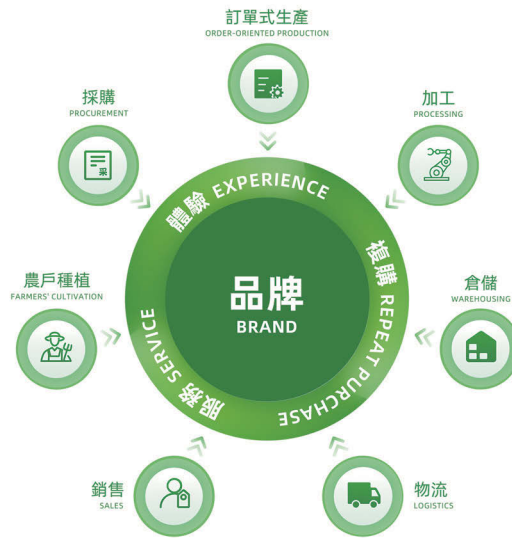 訂單式生產
ORDER-ORIENTED PRODUCTION
採購
PROCUREMENT
采
加工
PROCESSING
體驗 EXPERIENCE
複購 REPEAT PURCHASE
服務 SERVICE
品牌
BRAND
農戶種植
FARMERS' CULTIVATION
倉儲
WAREHOUSING
銷售
SALES
物流
LOGISTICS